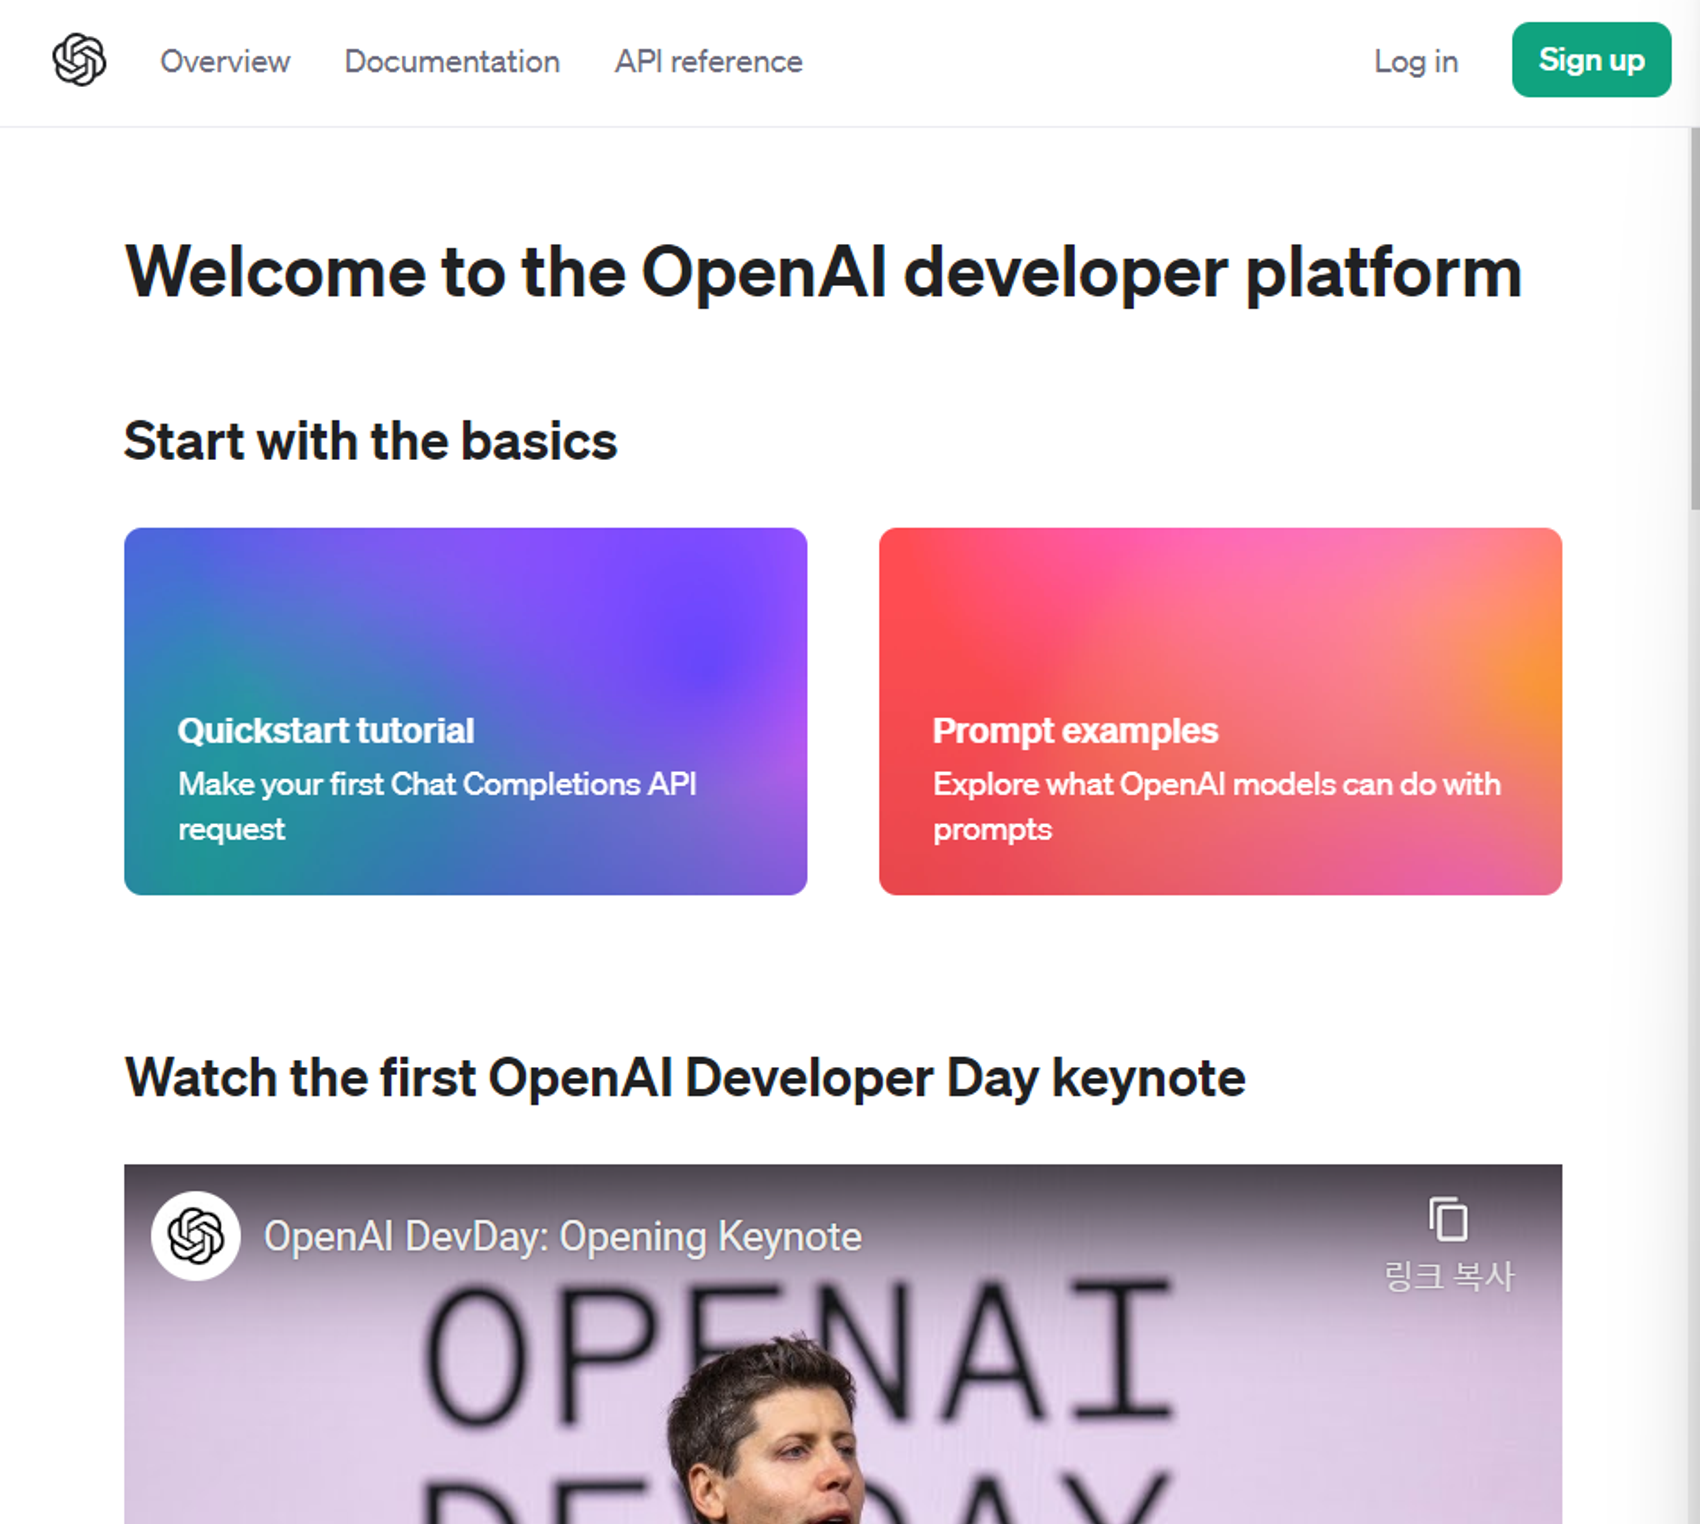 Overview Documentation API reference Log in Sign up
Welcome to the OpenAI developer platform
Start with the basics
Quickstart tutorial
Make your first Chat Completions API
request
Prompt examples
Explore what OpenAI models can do with
prompts
Watch the first OpenAI Developer Day keynote
OpenAI DevDay: Opening Keynote
링크 복사
OPENAI
DEVDAY